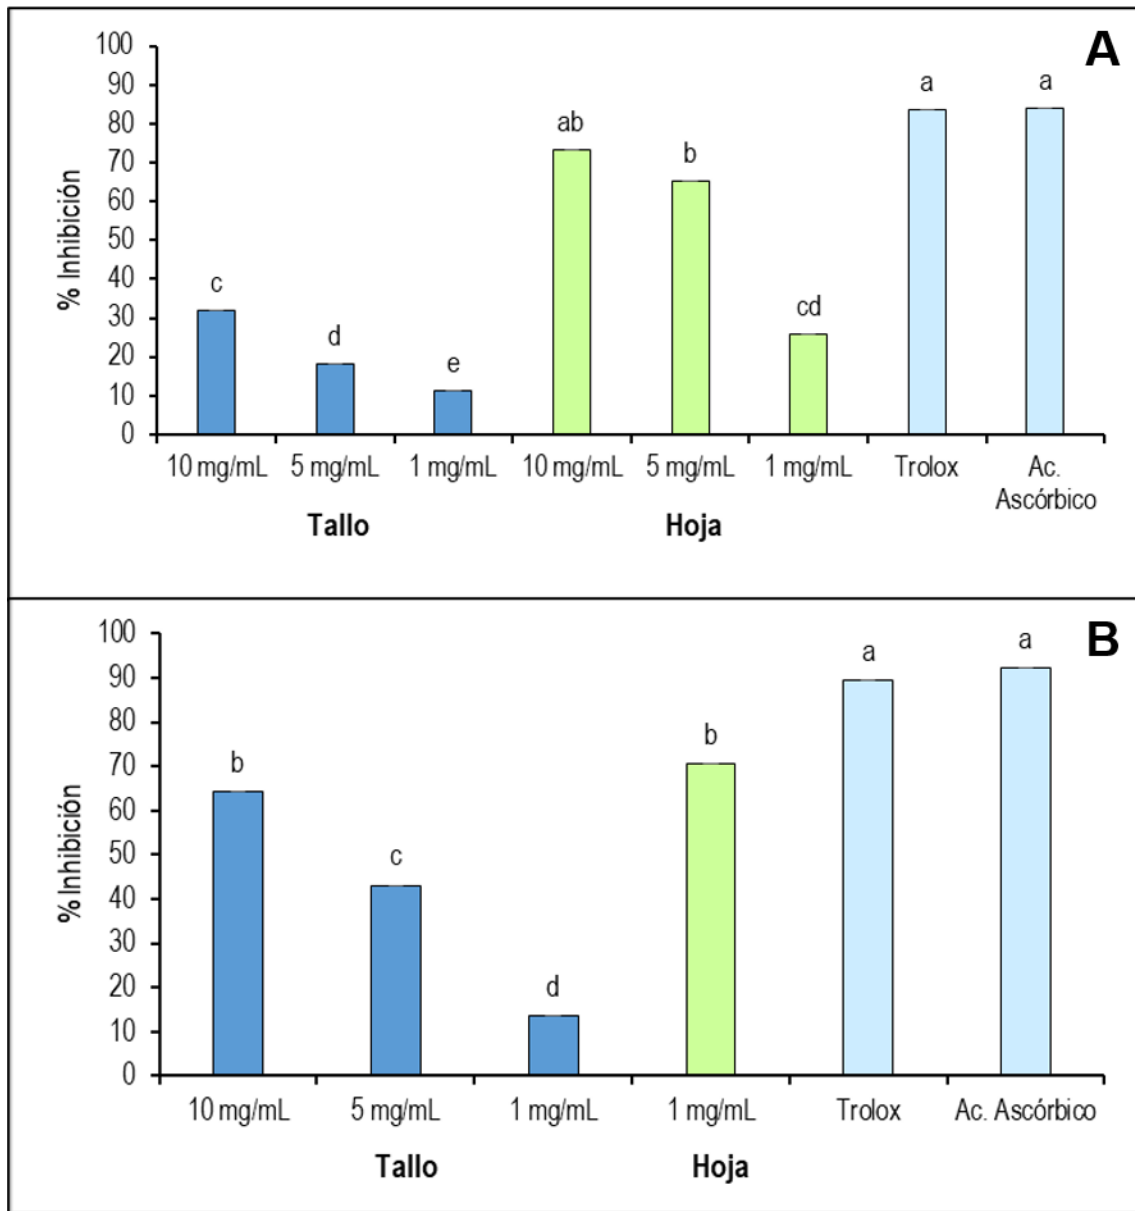 A
% Inhibición
100
90
80
70
60
50
40
30
20
10
0
c
d
e
ab
b
cd
a
a
10 mg/mL
5 mg/mL
1 mg/mL
10 mg/mL
5 mg/mL
1 mg/mL
Trolox
Ac.
Ascórbico
Tallo
Hoja
B
% Inhibición
100
90
80
70
60
50
40
30
20
10
0
b
c
d
b
a
a
10 mg/mL
5 mg/mL
1 mg/mL
1 mg/mL
Trolox
Ac. Ascórbico
Tallo
Hoja